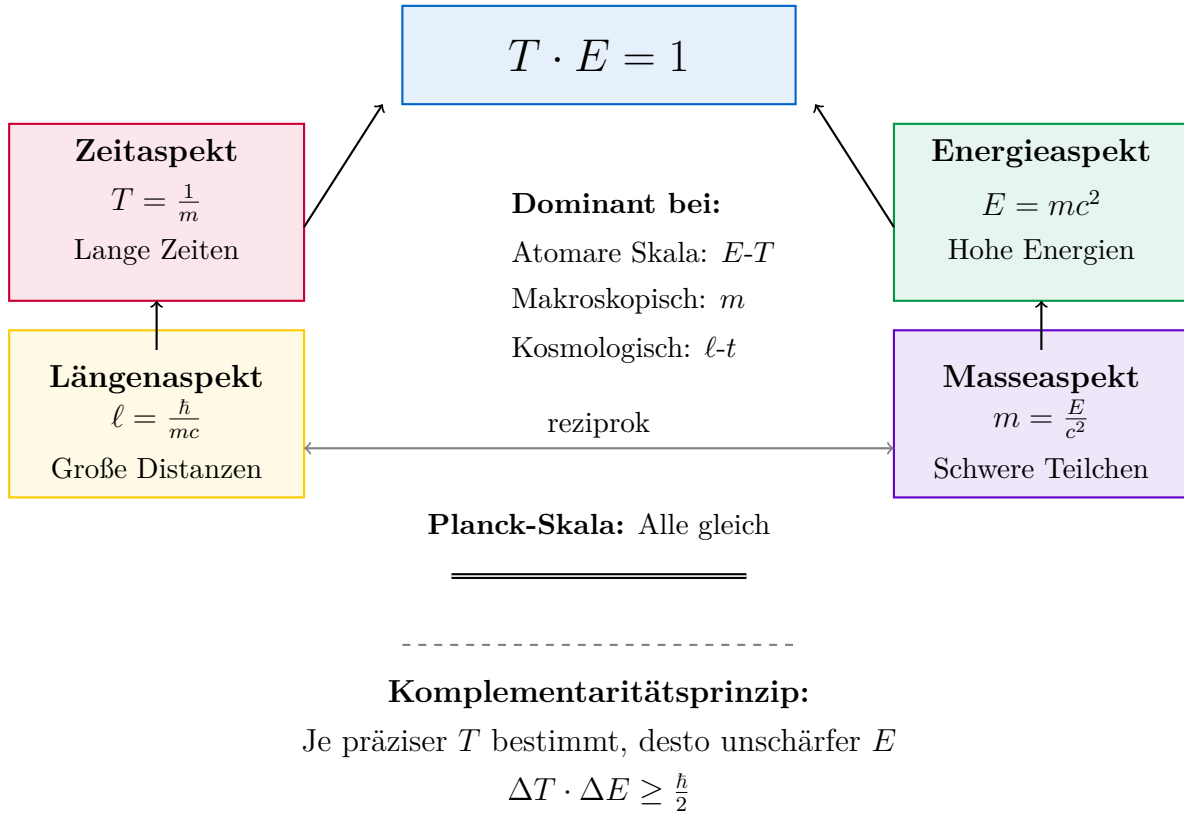 T · E = 1
Zeitaspekt
T = 1/m
Lange Zeiten
Energieaspekt
E = mc²
Hohe Energien
Dominant bei:
Atomare Skala: E-T
Makroskopisch: m
Kosmologisch: ℓ-t
Längenaspekt
ℓ = ħ/mc
Große Distanzen
reziprok
Masseaspekt
m = E/c²
Schwere Teilchen
Planck-Skala: Alle gleich
Komplementaritätsprinzip:
Je präziser T bestimmt, desto unschärfer E
ΔT · ΔE ≥ ħ/2